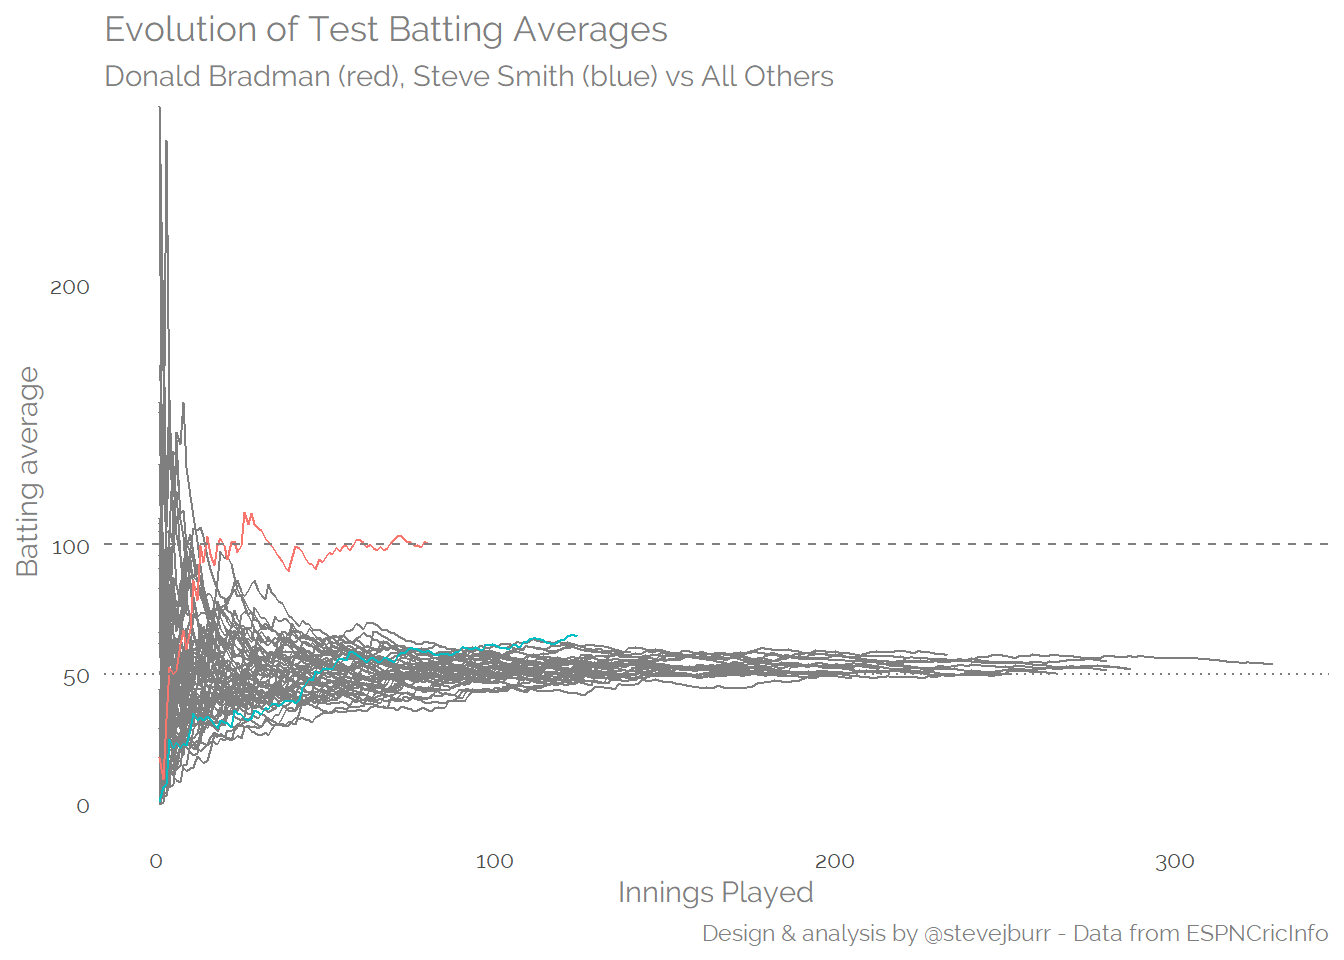 Evolution of Test Batting Averages
Donald Bradman (red), Steve Smith (blue) vs All Others
Batting average
200
100
50
0
0 100 200 300
Innings Played
Design & analysis by @stevejburr - Data from ESPNCricInfo